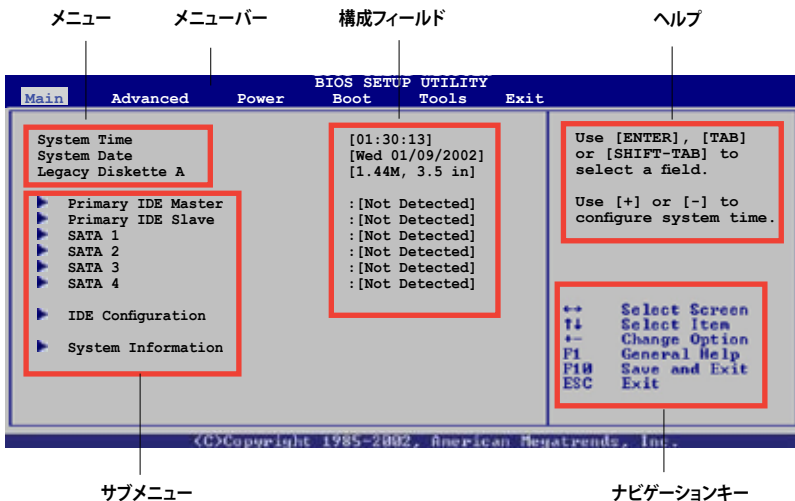 メニュー メニューバー 構成フィールド ヘルプ
BIOS SETUP UTILITY
Main Advanced Power Boot Tools Exit
System Time [01:30:13]
System Date [Wed 01/09/2002]
Legacy Diskette A [1.44M, 3.5 in]
Primary IDE Master :[Not Detected]
Primary IDE Slave :[Not Detected]
SATA 1 :[Not Detected]
SATA 2 :[Not Detected]
SATA 3 :[Not Detected]
SATA 4 :[Not Detected]
IDE Configuration
System Information
Use [ENTER], [TAB]
or [SHIFT-TAB] to
select a field.
Use [+] or [-] to
configure system time.
←→ Select Screen
↑↓ Select Item
+- Change Option
F1 General Help
F10 Save and Exit
ESC Exit
(C)Copyright 1985-2002, American Megatrends, Inc.
サブメニュー ナビゲーションキー